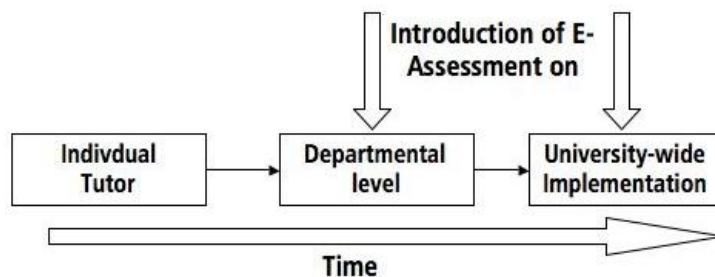 Introduction of E-
Assessment on
Indivdual
Tutor
Departmental
level
University-wide
Implementation
Time